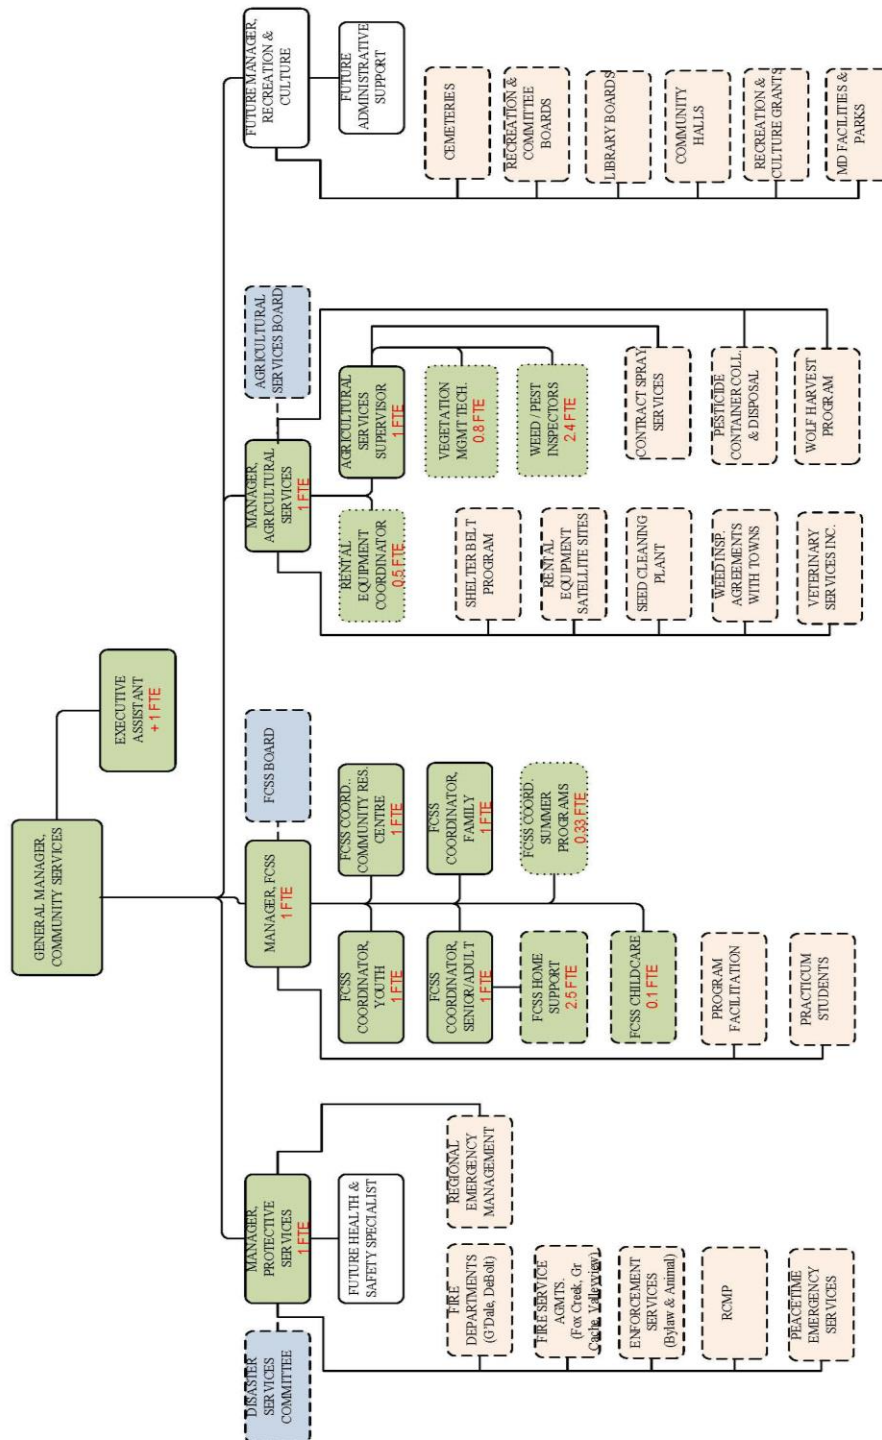 GENERAL MANAGER,
COMMUNITY SERVICES
EXECUTIVE
ASSISTANT
+ 1 FTE
DISASTER
SERVICES
COMMITTEE
MANAGER,
PROTECTIVE
SERVICES
1 FTE
FUTURE HEALTH &
SAFETY SPECIALIST
FIRE
DEPARTMENTS
(G'Dale, DeBolt)
REGIONAL
EMERGENCY
MANAGEMENT
FIRE SERVICE
AGMTS.
(Fox Creek, Gr
Cache, Valleyview)
ENFORCEMENT
SERVICES
(Bylaw & Animal)
RCMP
PEACETIME
EMERGENCY
SERVICES
MANAGER, FCSS
1 FTE
FCSS BOARD
FCSS
COORDINATOR,
YOUTH
1 FTE
FCSS COORD..
COMMUNITY RES.
CENTRE
1 FTE
FCSS
COORDINATOR,
SENIOR/ADULT
1 FTE
FCSS
COORDINATOR,
FAMILY
1 FTE
FCSS HOME
SUPPORT
2.5 FTE
FCSS COORD.
SUMMER
PROGRAMS
0.33 FTE
FCSS CHILDCARE
0.1 FTE
PROGRAM
FACILITATION
PRACTICUM
STUDENTS
MANAGER,
AGRICULTURAL
SERVICES
1 FTE
AGRICULTURAL
SERVICES BOARD
RENTAL
EQUIPMENT
COORDINATOR
0.5 FTE
AGRICULTURAL
SERVICES
SUPERVISOR
1 FTE
VEGETATION
MGMT TECH.
0.8 FTE
WEED / PEST
INSPECTORS
2.4 FTE
SHELTER BELT
PROGRAM
RENTAL
EQUIPMENT
SATELLITE SITES
SEED CLEANING
PLANT
WEED INSP.
AGREEMENTS
WITH TOWNS
VETERINARY
SERVICES INC.
CONTRACT SPRAY
SERVICES
PESTICIDE
CONTAINER COLL.
& DISPOSAL
WOLF HARVEST
PROGRAM
FUTURE MANAGER,
RECREATION &
CULTURE
FUTURE
ADMINISTRATIVE
SUPPORT
CEMETERIES
RECREATION &
COMMITTEE
BOARDS
LIBRARY BOARDS
COMMUNITY
HALLS
RECREATION &
CULTURE GRANTS
MD FACILITIES &
PARKS